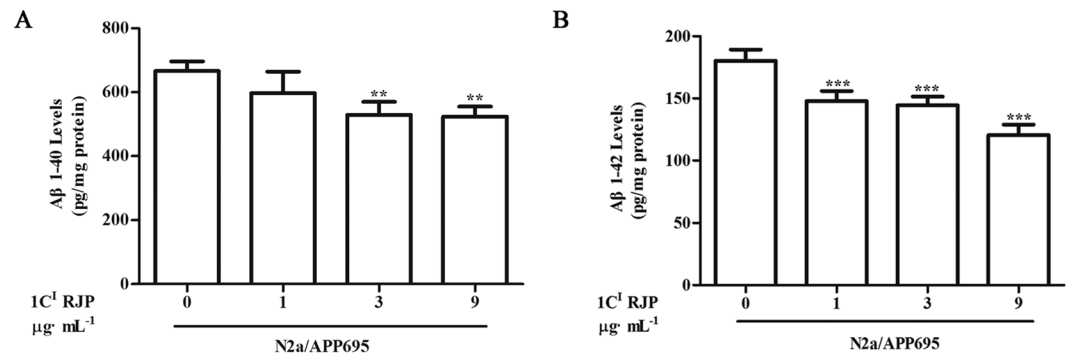 A
Aβ 1-40 Levels
(pg/mg protein)
800
600
400
200
0
**
**
1Cᴵ RJP
0 1 3 9
μg· mL⁻¹
N2a/APP695
B
Aβ 1-42 Levels
(pg/mg protein)
200
150
100
50
0
***
***
***
1Cᴵ RJP
0 1 3 9
μg· mL⁻¹
N2a/APP695